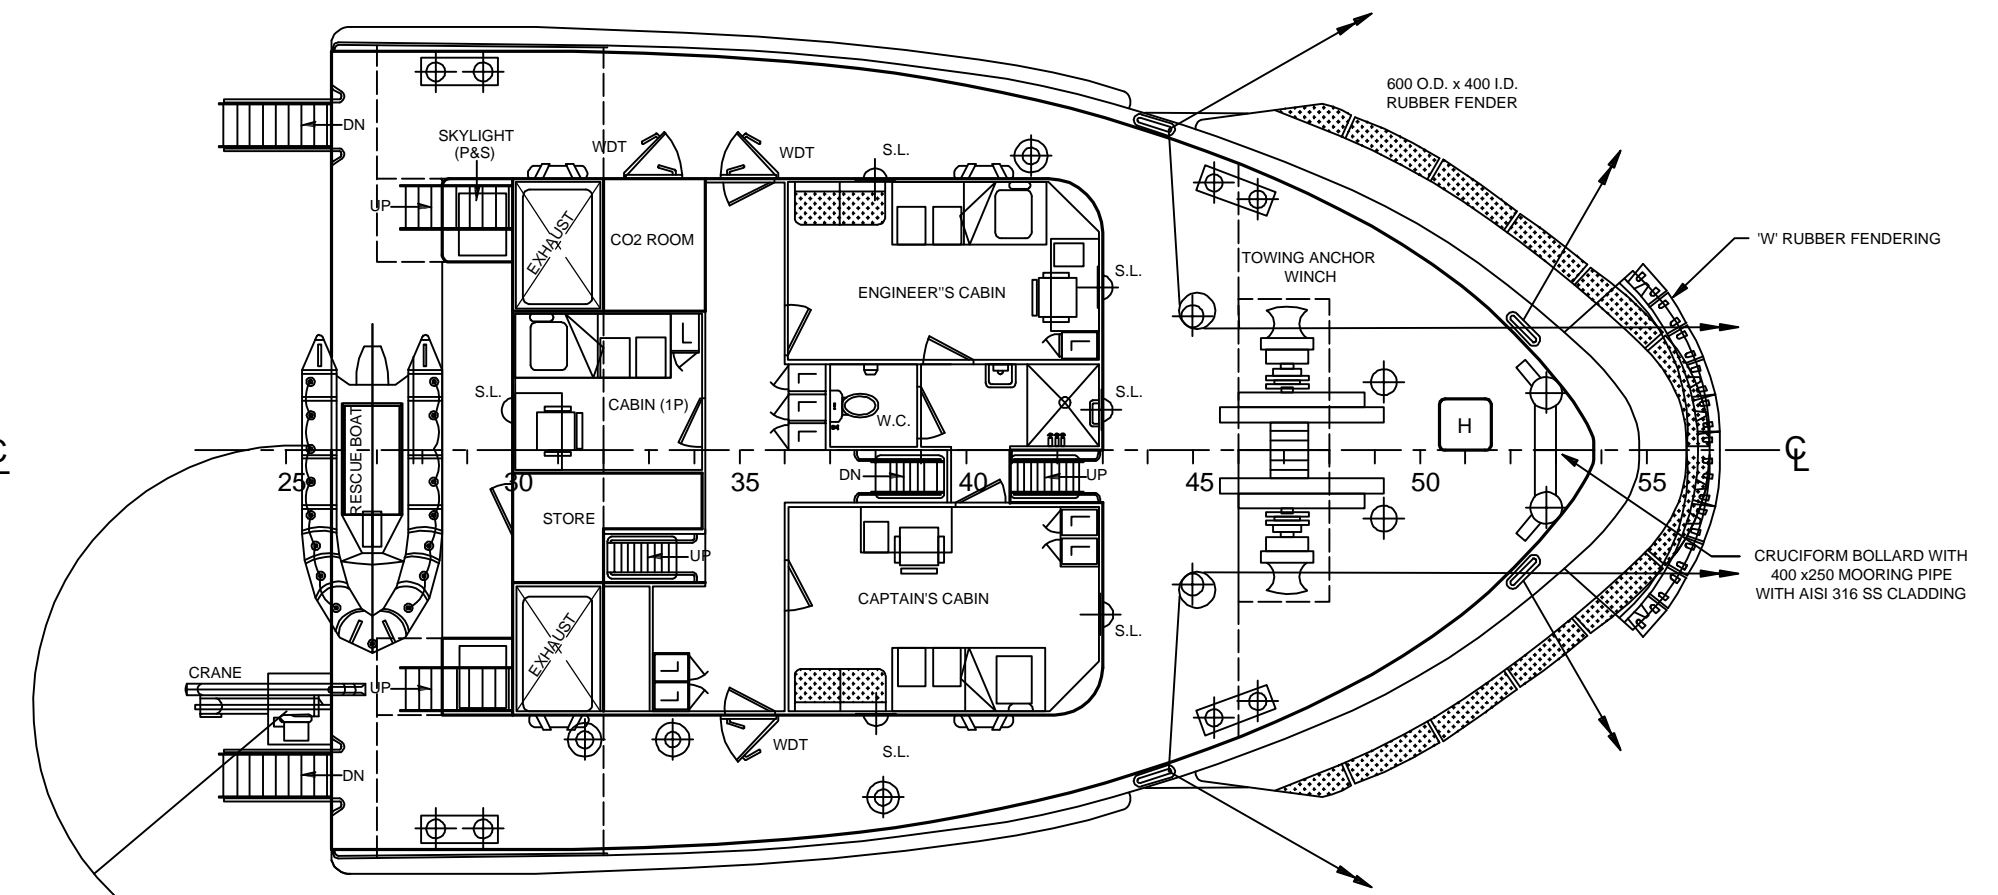 600 O.D. x 400 I.D.
RUBBER FENDER
DN
SKYLIGHT
(P&S)
WDT
WDT
S.L.
UP
EXHAUST
CO2 ROOM
'W' RUBBER FENDERING
TOWING ANCHOR
WINCH
S.L.
ENGINEER"S CABIN
L
L
S.L.
CABIN (1P)
L
L
L
S.L.
W.C.
RESCUE BOAT
H
℄
℄
25
30
35
40
45
50
55
DN
UP
STORE
L
L
UP
CRUCIFORM BOLLARD WITH
400 x250 MOORING PIPE
WITH AISI 316 SS CLADDING
CAPTAIN'S CABIN
EXHAUST
S.L.
CRANE
UP
L
L
WDT
S.L.
DN